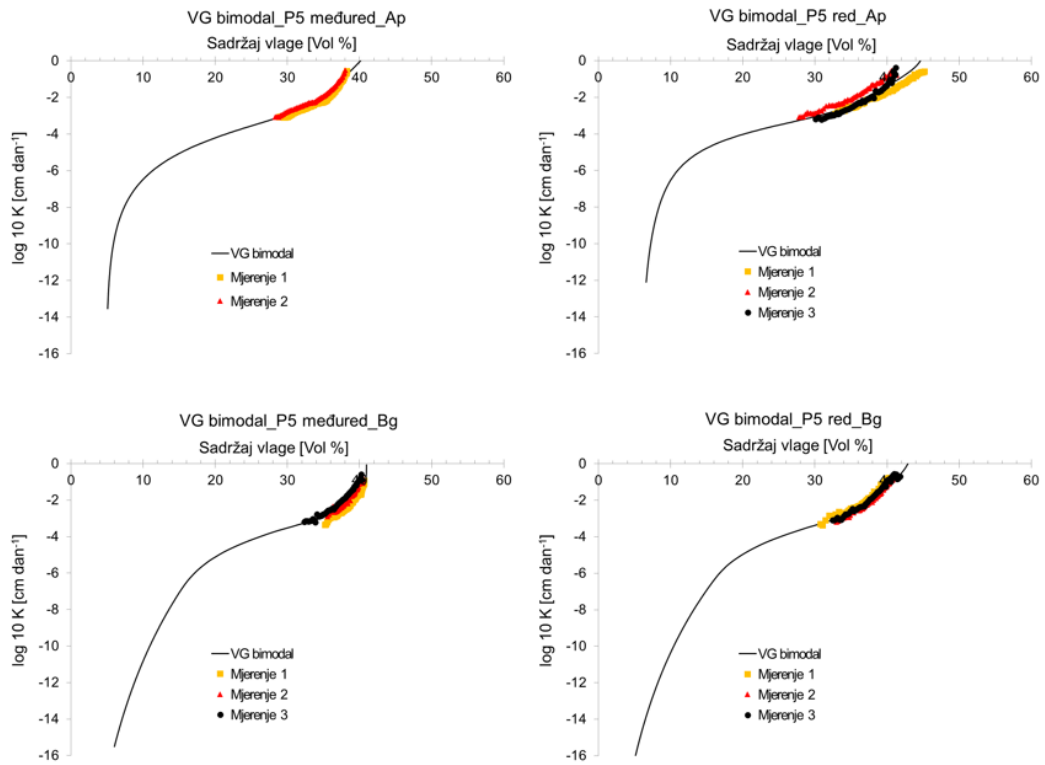 VG bimodal_P5 međured_Ap
Sadržaj vlage [Vol %]
0 10 20 30 40 50 60
0
-2
-4
-6
-8
-10
-12
-14
-16
log 10 K [cm dan⁻¹]
VG bimodal
Mjerenje 1
Mjerenje 2
VG bimodal_P5 red_Ap
Sadržaj vlage [Vol %]
0 10 20 30 40 50 60
0
-2
-4
-6
-8
-10
-12
-14
-16
log 10 K [cm dan⁻¹]
VG bimodal
Mjerenje 1
Mjerenje 2
Mjerenje 3
VG bimodal_P5 međured_Bg
Sadržaj vlage [Vol %]
0 10 20 30 40 50 60
0
-2
-4
-6
-8
-10
-12
-14
-16
log 10 K [cm dan⁻¹]
VG bimodal
Mjerenje 1
Mjerenje 2
Mjerenje 3
VG bimodal_P5 red_Bg
Sadržaj vlage [Vol %]
0 10 20 30 40 50 60
0
-2
-4
-6
-8
-10
-12
-14
-16
log 10 K [cm dan⁻¹]
VG bimodal
Mjerenje 1
Mjerenje 2
Mjerenje 3